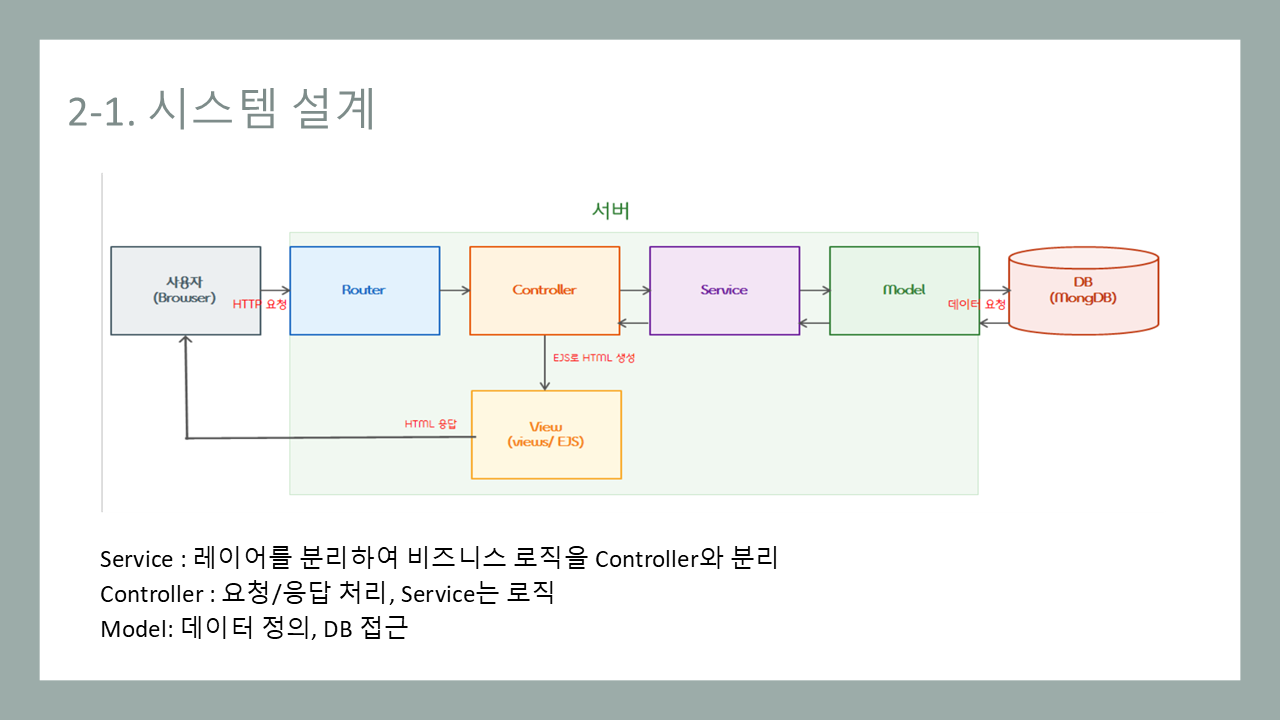 2-1. 시스템 설계
서버
사용자
(Browser)
HTTP 요청
Router
Controller
Service
Model
데이터 요청
DB
(MongDB)
EJS로 HTML 생성
HTML 응답
View
(views/ EJS)
Service : 레이어를 분리하여 비즈니스 로직을 Controller와 분리
Controller : 요청/응답 처리, Service는 로직
Model: 데이터 정의, DB 접근